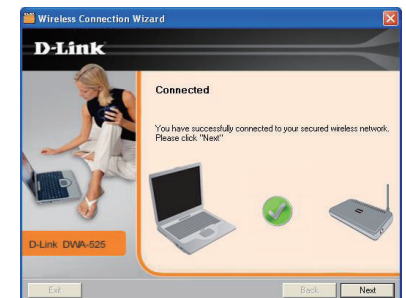 Wireless Connection Wizard
D-Link
Connected
You have successfully connected to your secured wireless network.
Please click "Next"
D-Link DWA-525
Exit
Back
Next